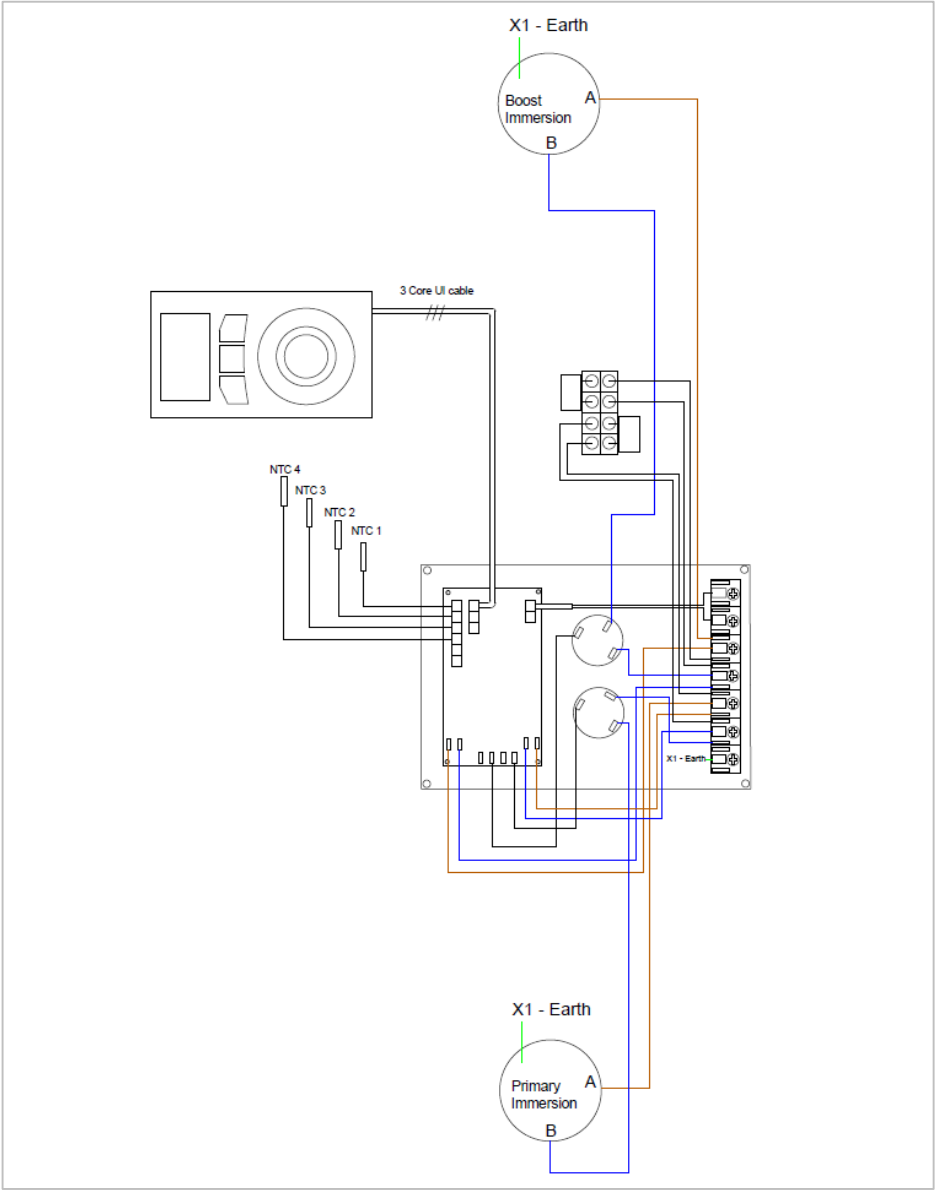 X1 - Earth
Boost
Immersion
A
B
3 Core UI cable
NTC 4
NTC 3
NTC 2
NTC 1
X1 - Earth
X1 - Earth
Primary
Immersion
A
B